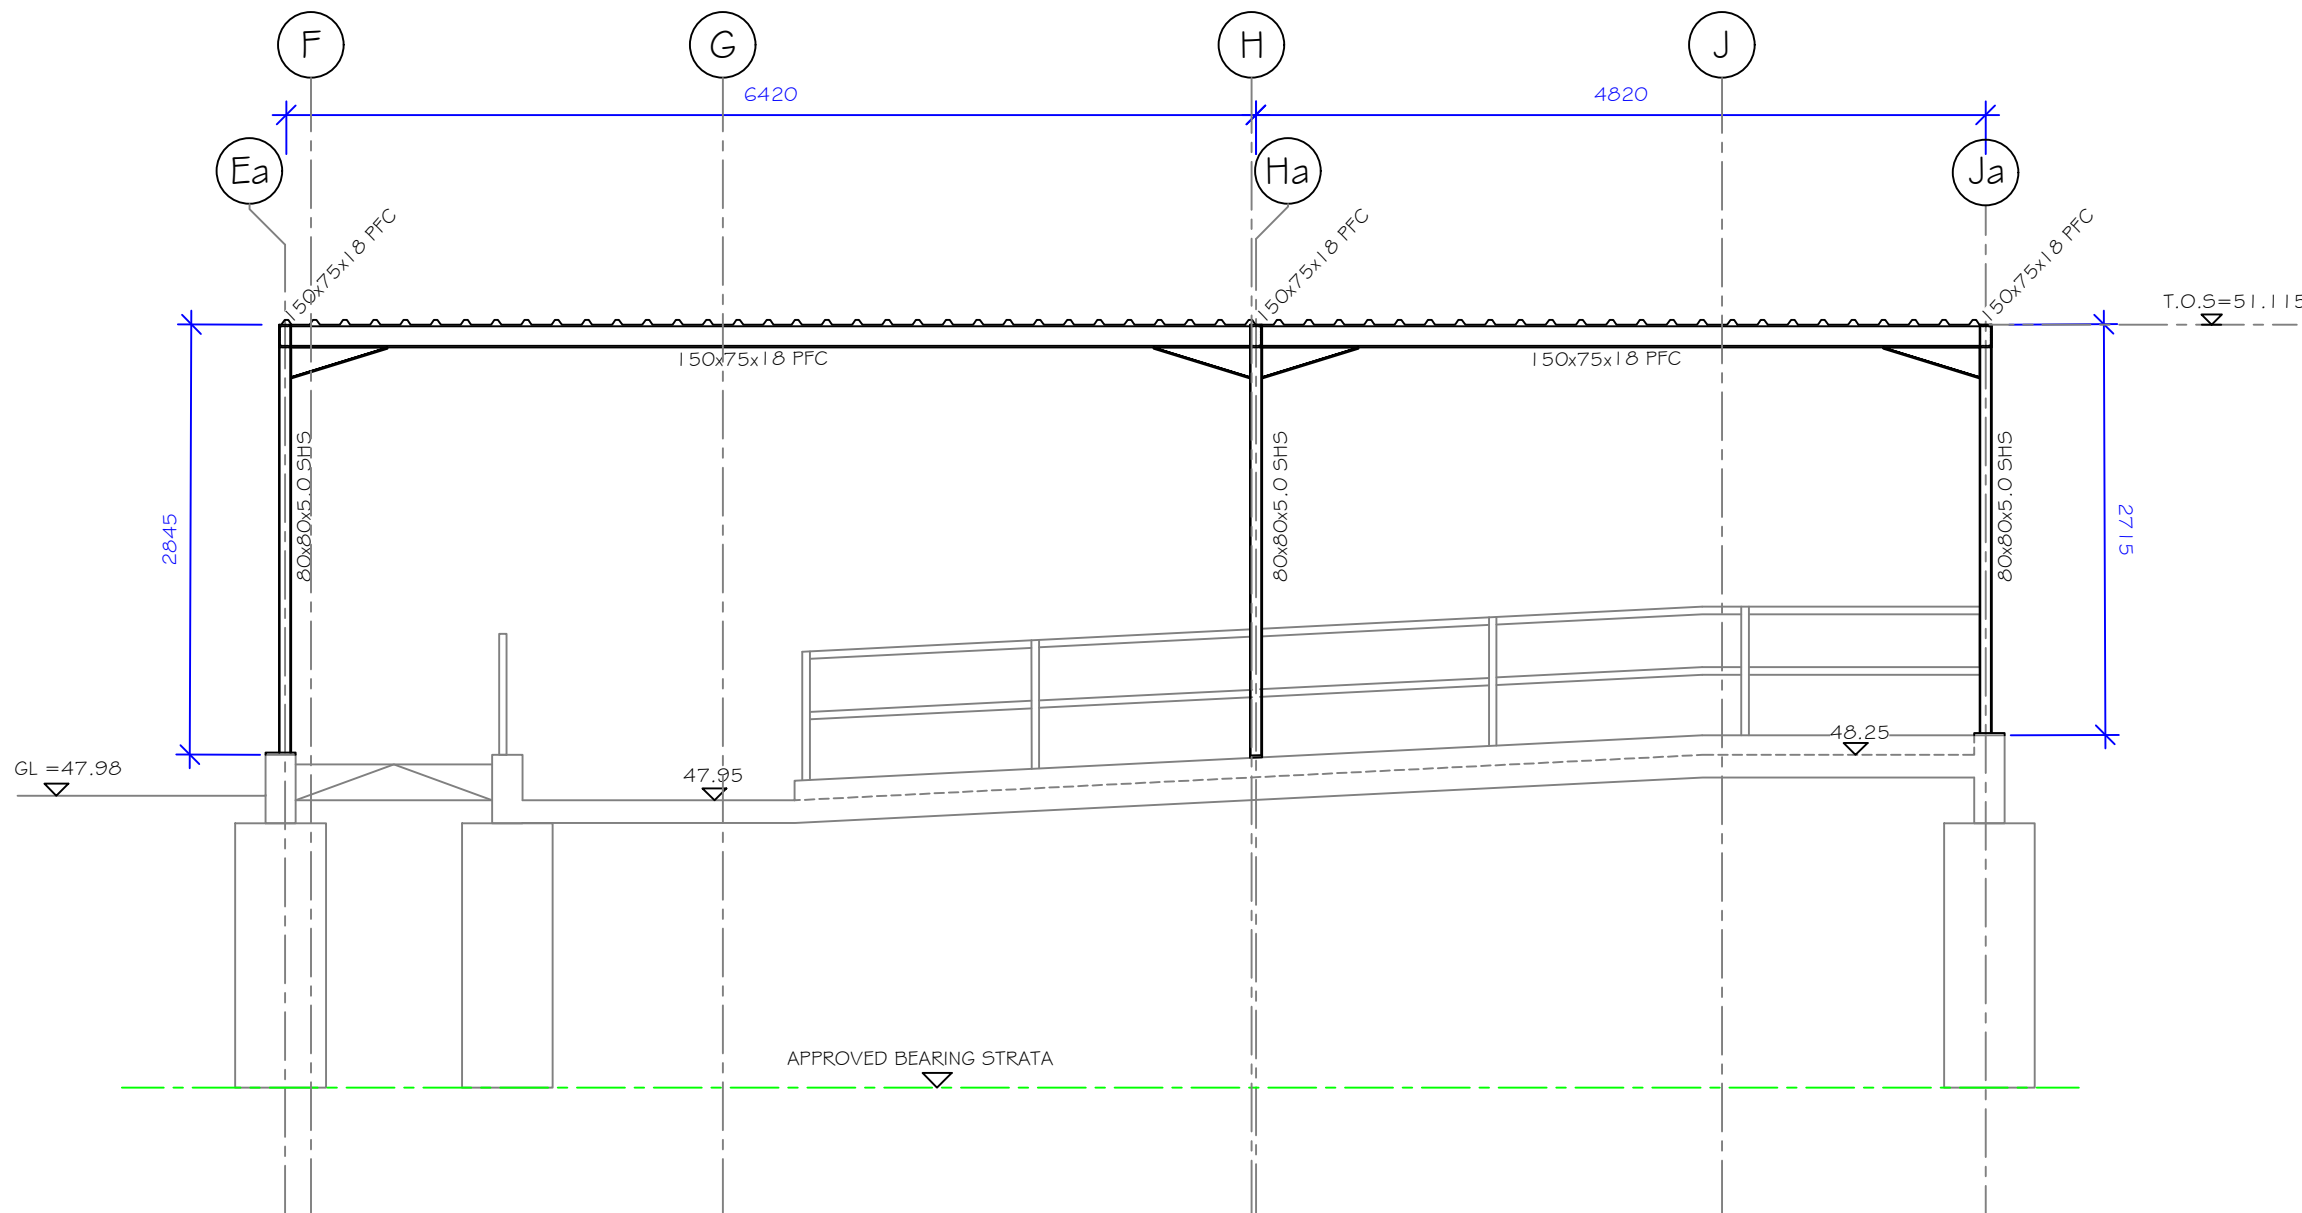 F
G
H
J
6420
4820
Ea
Ha
Ja
150x75x18 PFC
150x75x18 PFC
150x75x18 PFC
T.O.S=51.115
150x75x18 PFC
150x75x18 PFC
80x80x5.0 SHS
80x80x5.0 SHS
80x80x5.0 SHS
2845
2715
48.25
GL =47.98
47.95
APPROVED BEARING STRATA